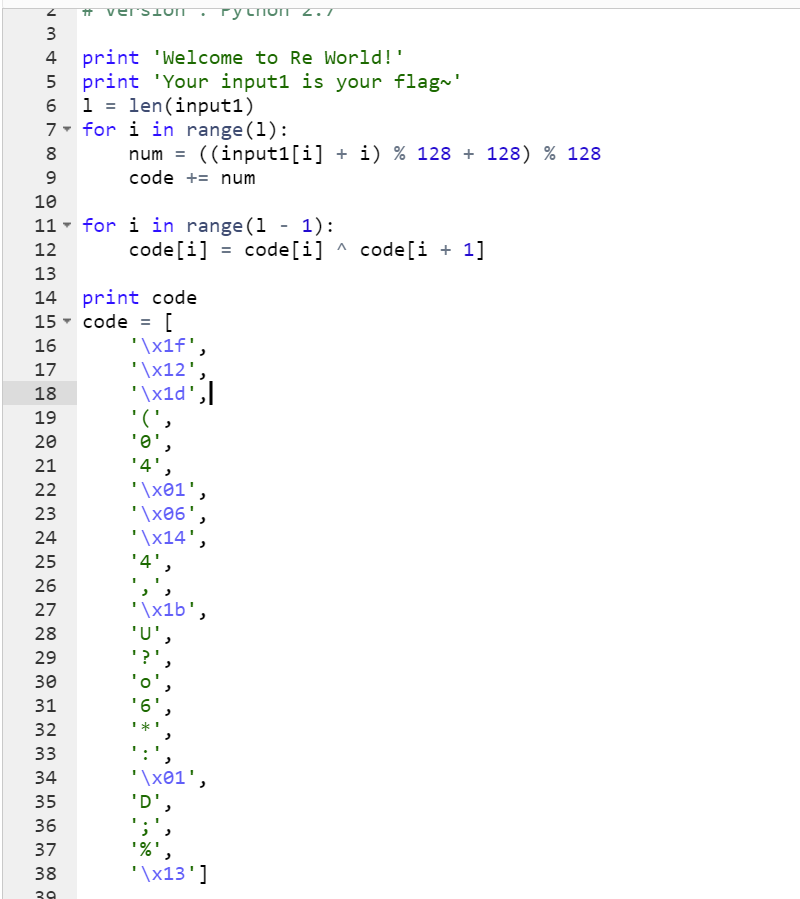 2 # Version : Python 2.7
3
4 print 'Welcome to Re World!'
5 print 'Your input1 is your flag~'
6 l = len(input1)
7 for i in range(l):
8     num = ((input1[i] + i) % 128 + 128) % 128
9     code += num
10
11 for i in range(l - 1):
12     code[i] = code[i] ^ code[i + 1]
13
14 print code
15 code = [
16     '\x1f',
17     '\x12',
18     '\x1d',
19     '(',
20     '0',
21     '4',
22     '\x01',
23     '\x06',
24     '\x14',
25     '4',
26     ',',
27     '\x1b',
28     'U',
29     '?',
30     'o',
31     '6',
32     '*',
33     ':',
34     '\x01',
35     'D',
36     ';',
37     '%',
38     '\x13']
39